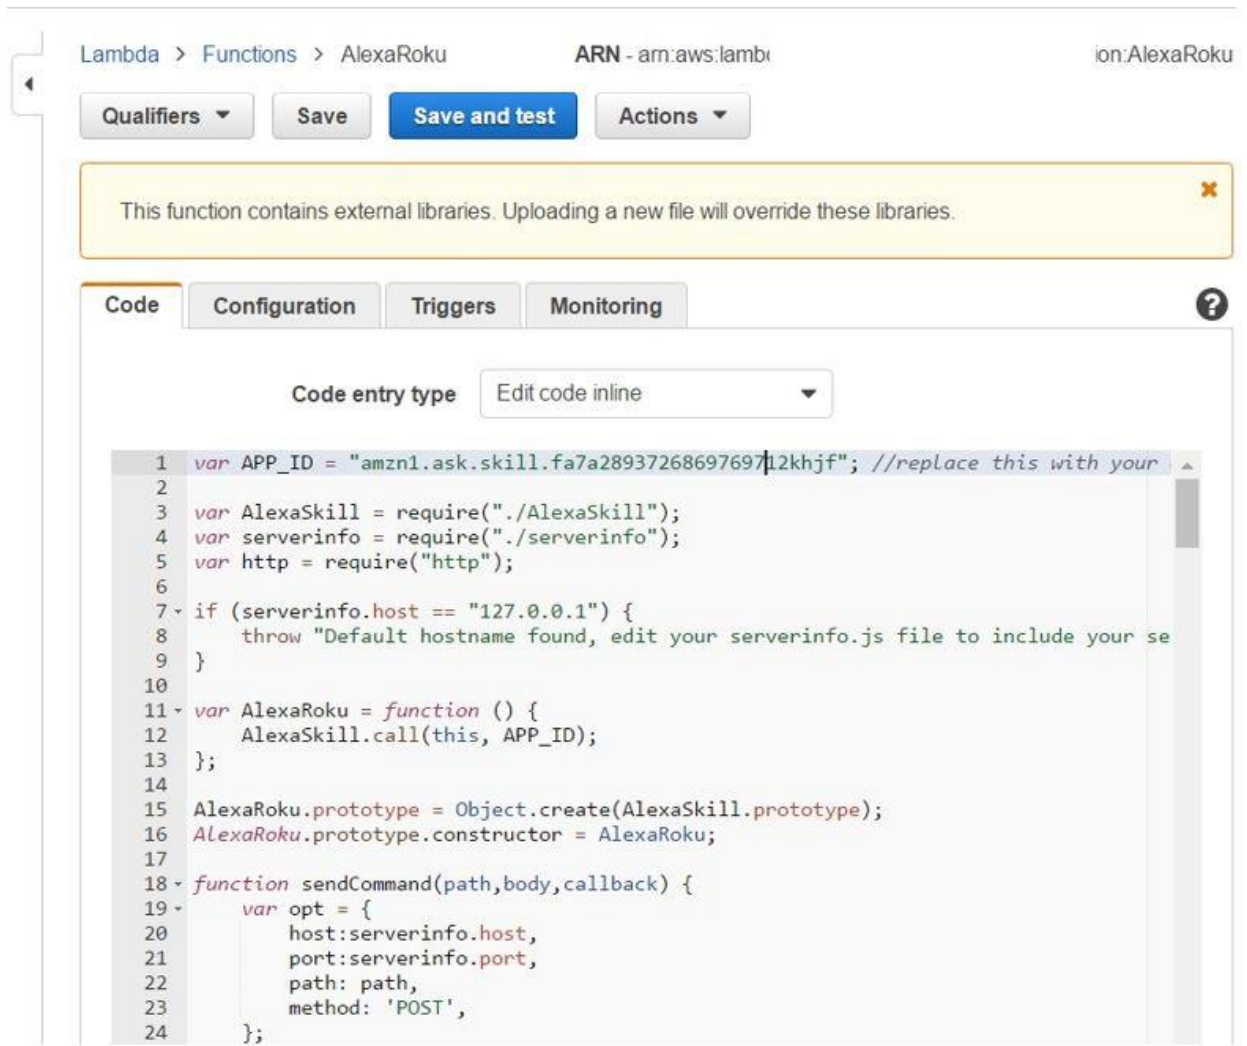 Lambda > Functions > AlexaRoku ARN - arn:aws:lambd ion:AlexaRoku
Qualifiers Save Save and test Actions
This function contains external libraries. Uploading a new file will override these libraries.
Code Configuration Triggers Monitoring
Code entry type Edit code inline
1 var APP_ID = "amzn1.ask.skill.fa7a2893726869769712khjf"; //replace this with your
2
3 var AlexaSkill = require("./AlexaSkill");
4 var serverinfo = require("./serverinfo");
5 var http = require("http");
6
7 if (serverinfo.host == "127.0.0.1") {
8 throw "Default hostname found, edit your serverinfo.js file to include your se
9 }
10
11 var AlexaRoku = function () {
12 AlexaSkill.call(this, APP_ID);
13 };
14
15 AlexaRoku.prototype = Object.create(AlexaSkill.prototype);
16 AlexaRoku.prototype.constructor = AlexaRoku;
17
18 function sendCommand(path,body,callback) {
19 var opt = {
20 host:serverinfo.host,
21 port:serverinfo.port,
22 path: path,
23 method: 'POST',
24 };